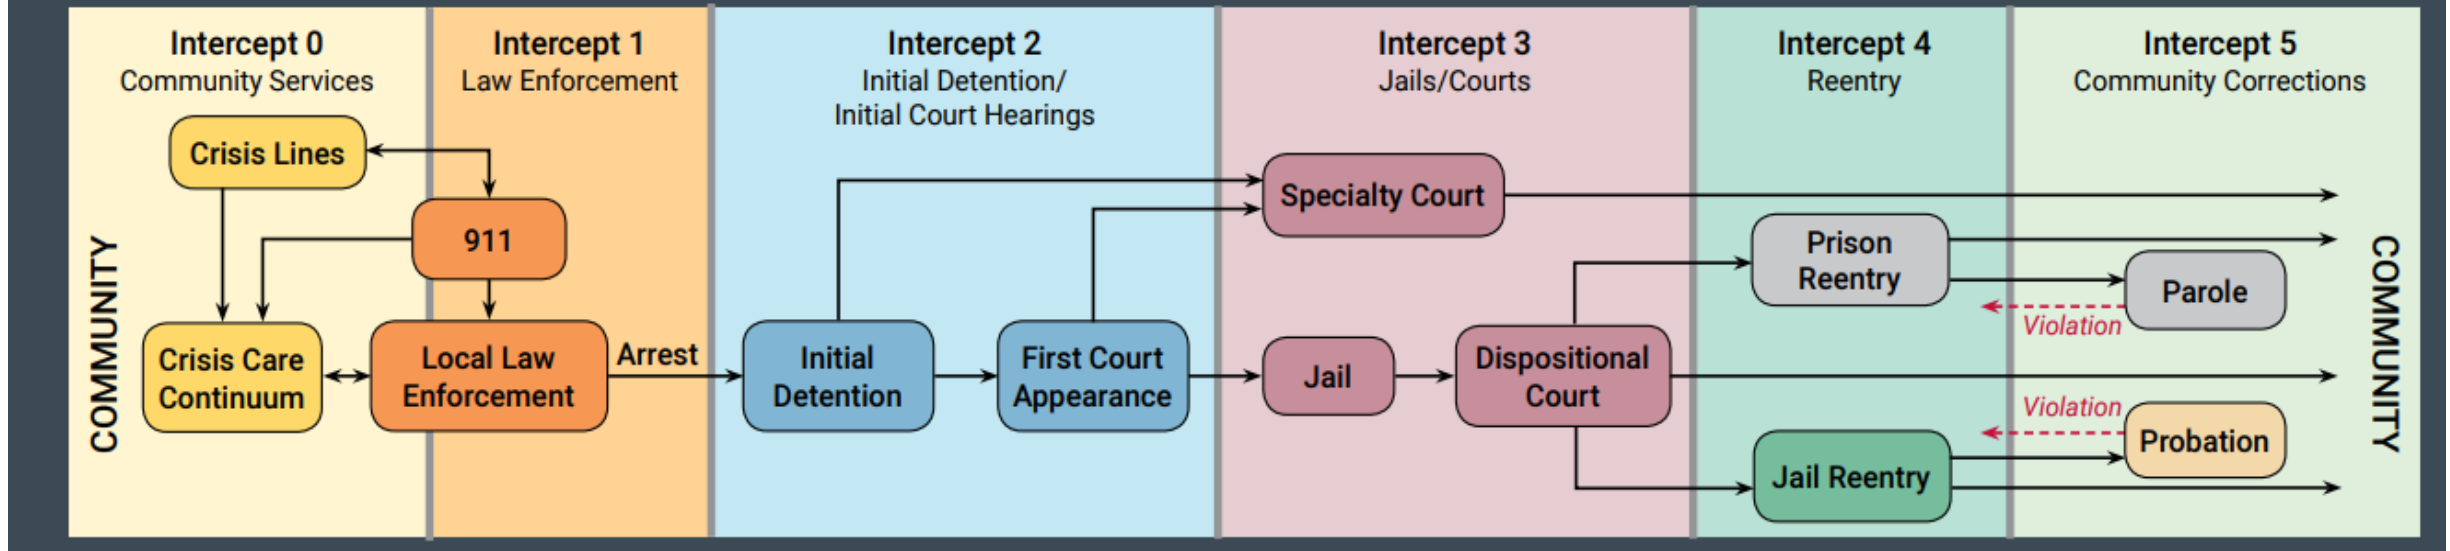 Intercept 0
Community Services
Intercept 1
Law Enforcement
Intercept 2
Initial Detention/
Initial Court Hearings
Intercept 3
Jails/Courts
Intercept 4
Reentry
Intercept 5
Community Corrections
COMMUNITY
Crisis Lines
911
Crisis Care
Continuum
Local Law
Enforcement
Arrest
Initial
Detention
First Court
Appearance
Specialty Court
Jail
Dispositional
Court
Prison
Reentry
Parole
Violation
Violation
Probation
Jail Reentry
COMMUNITY